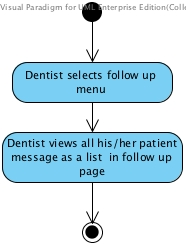 Visual Paradigm for UML Enterprise Edition(Colle
Dentist selects follow up
menu
Dentist views all his/her patient
message as a list in follow up
page